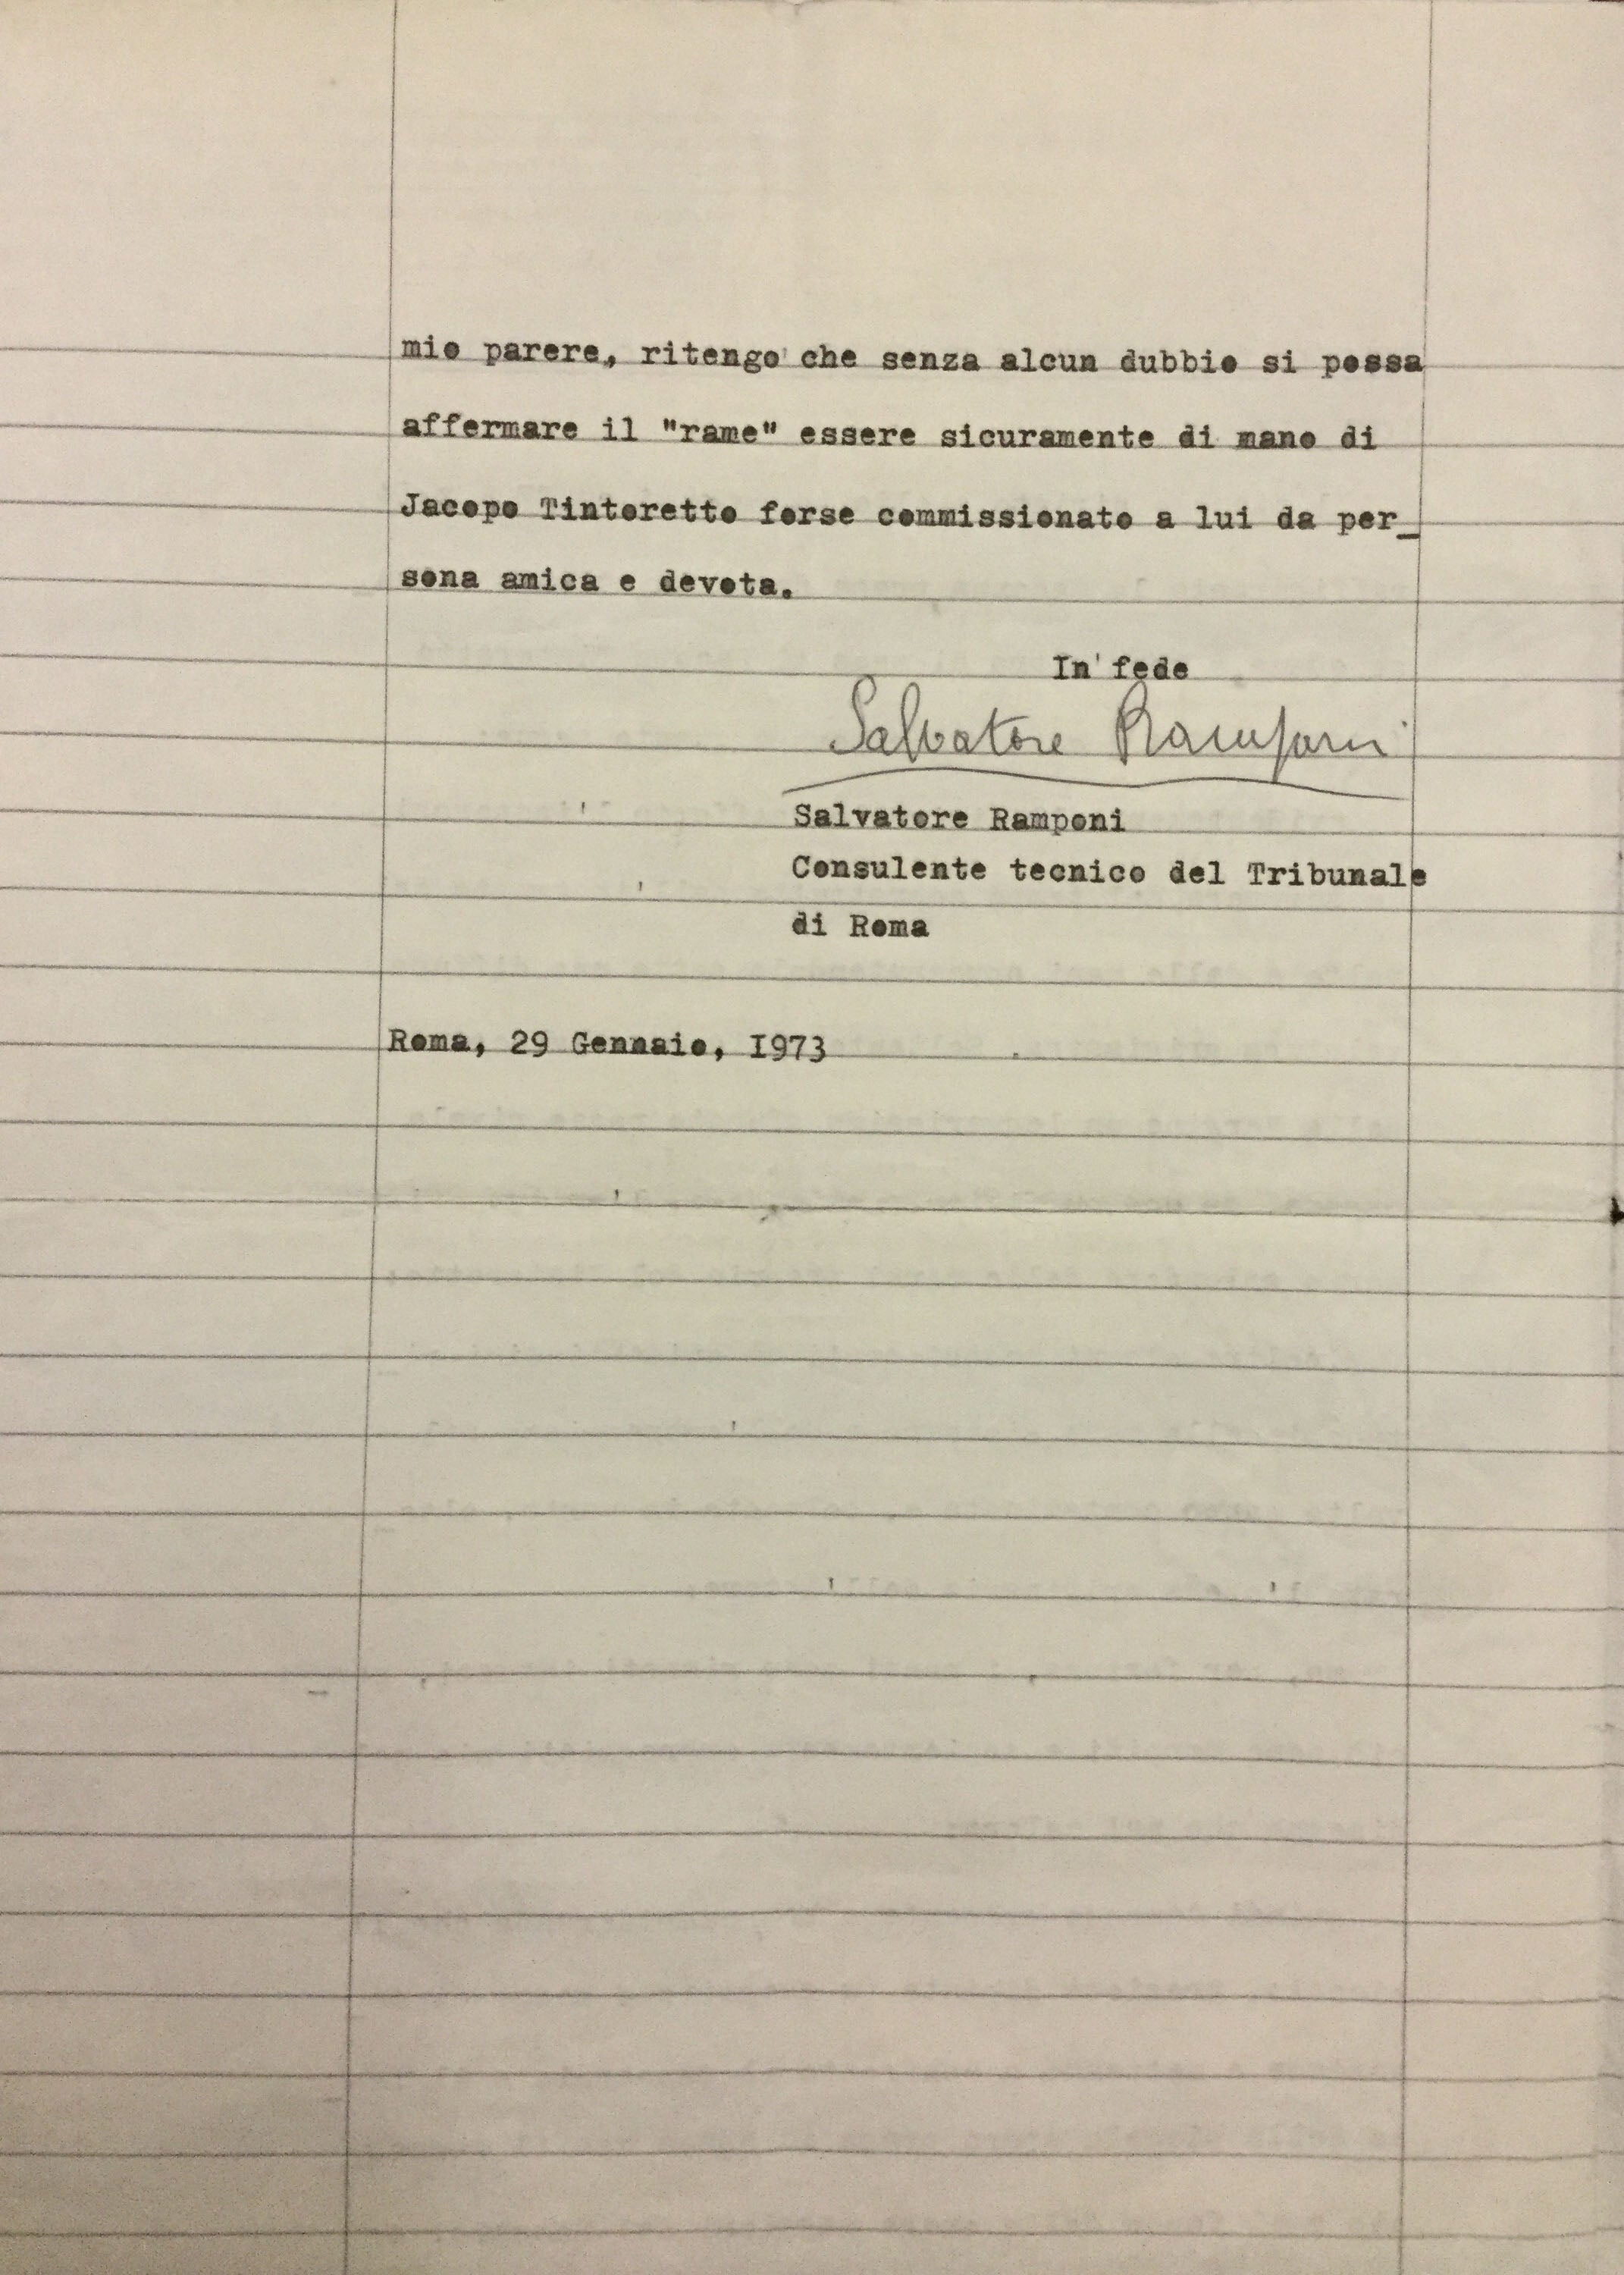 mio parere, ritengo che senza alcun dubbio si possa
affermare il "rame" essere sicuramente di mano di
Jacopo Tintoretto forse commissionato a lui da per_
sona amica e devota.
In fede
Salvatore Ramponi
Salvatore Ramponi
Consulente tecnico del Tribunale
di Roma
Roma, 29 Gennaio, I973